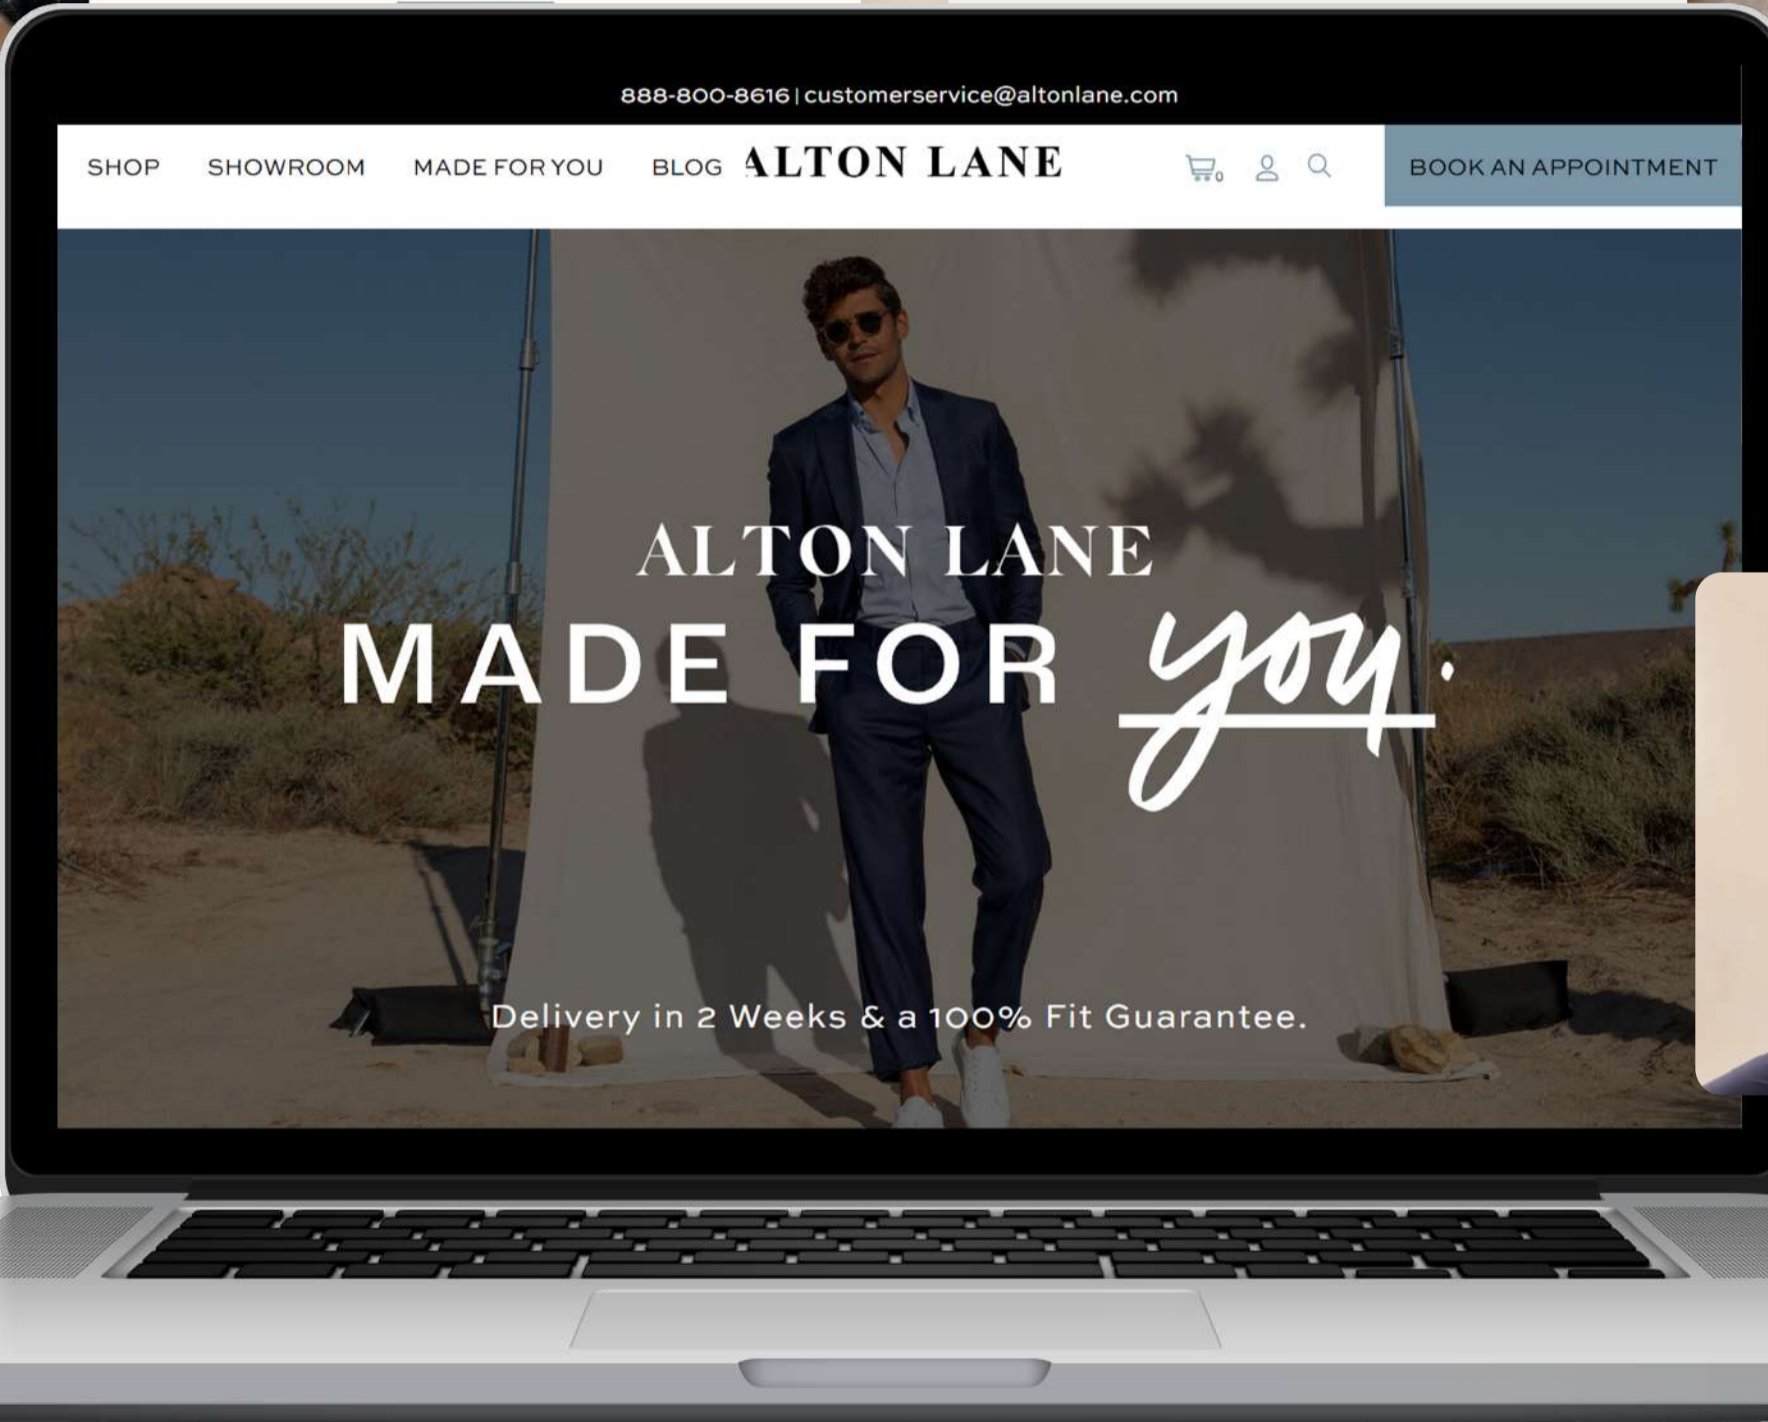 888-800-8616 | customerservice@altonlane.com
SHOP SHOWROOM MADE FOR YOU BLOG ALTON LANE 0 BOOK AN APPOINTMENT
ALTON LANE
MADE FOR you.
Delivery in 2 Weeks & a 100% Fit Guarantee.